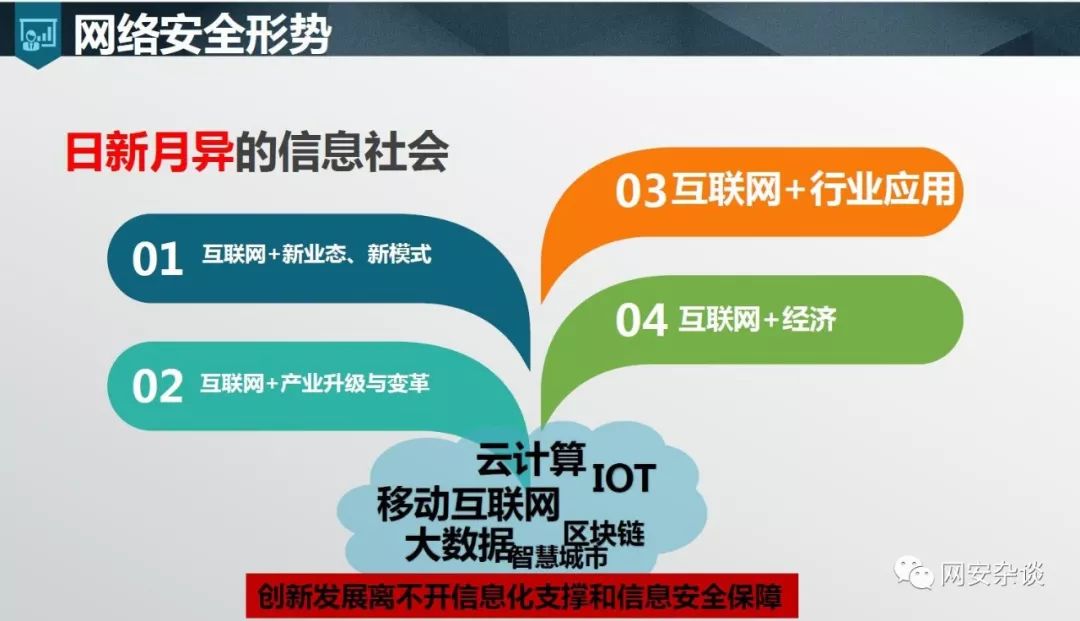 网络安全形势
日新月异的信息社会
01 互联网+新业态、新模式
02 互联网+产业升级与变革
03互联网+行业应用
04 互联网+经济
云计算
IOT
移动互联网
区块链
大数据
智慧城市
创新发展离不开信息化支撑和信息安全保障
网安杂谈